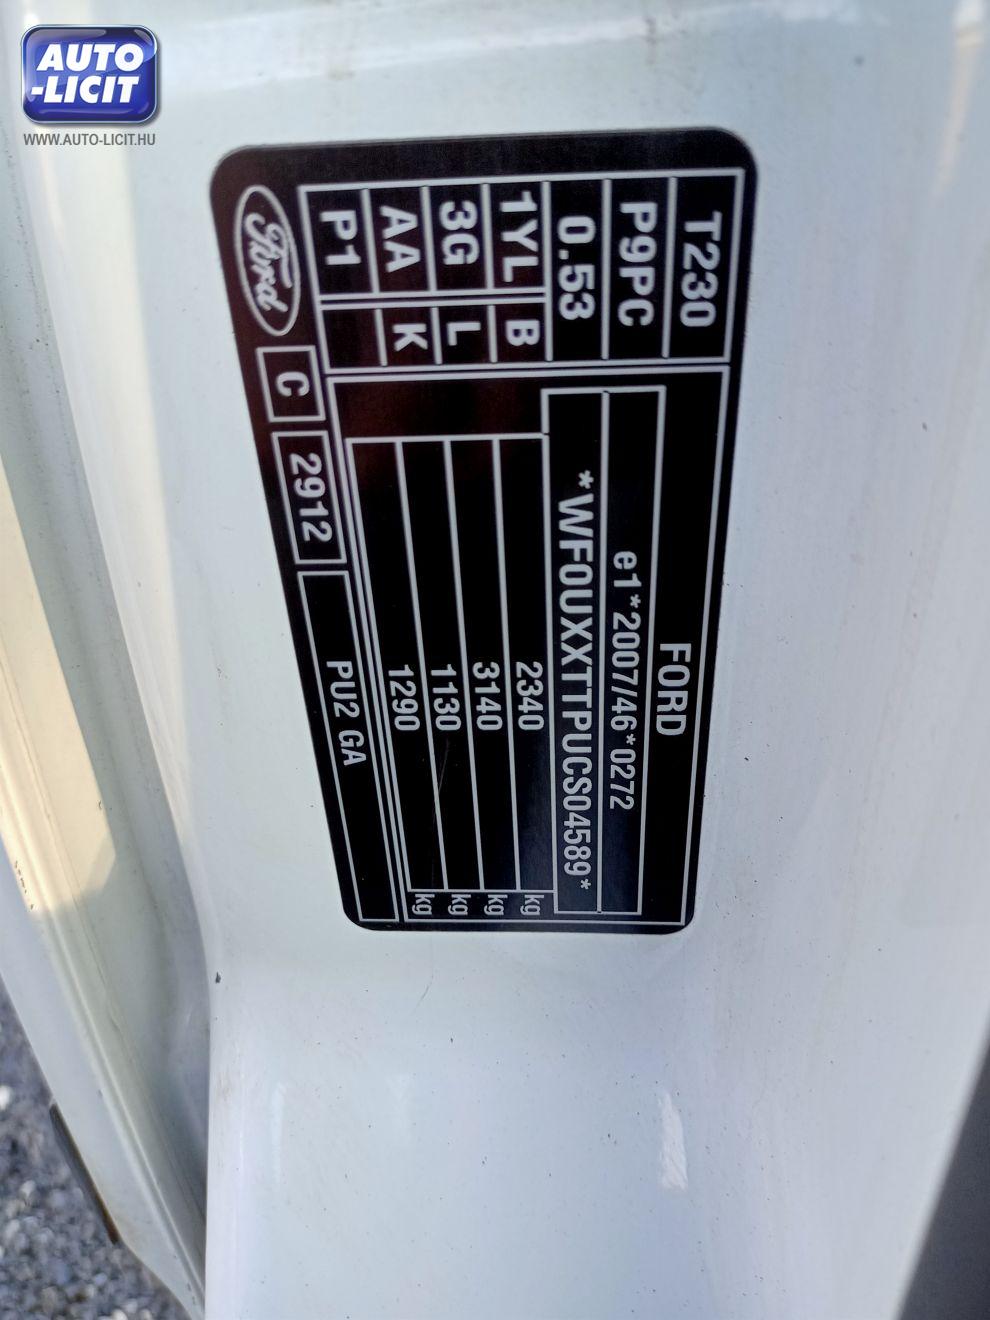 AUTO
-LICIT
WWW.AUTO-LICIT.HU
T230
P9PC
0.53
1YL B
3G L
AA K
P1
FORD
e1*2007/46*0272
*WF0UXXTTPUCS04589*
2340 kg
3140 kg
1130 kg
1290 kg
Ford
C
2912
PU2 GA